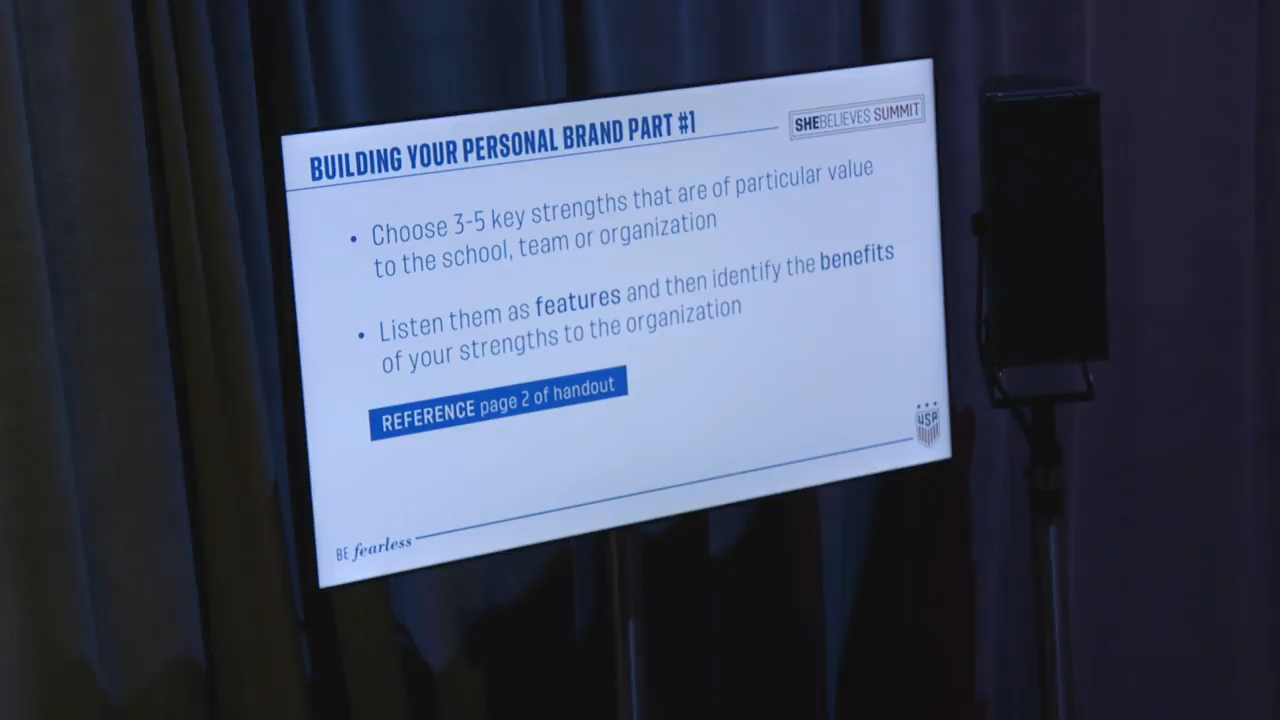 BUILDING YOUR PERSONAL BRAND PART #1
SHEBELIEVES SUMMIT
• Choose 3-5 key strengths that are of particular value
to the school, team or organization
• Listen them as features and then identify the benefits
of your strengths to the organization
REFERENCE page 2 of handout
USA
BE fearless